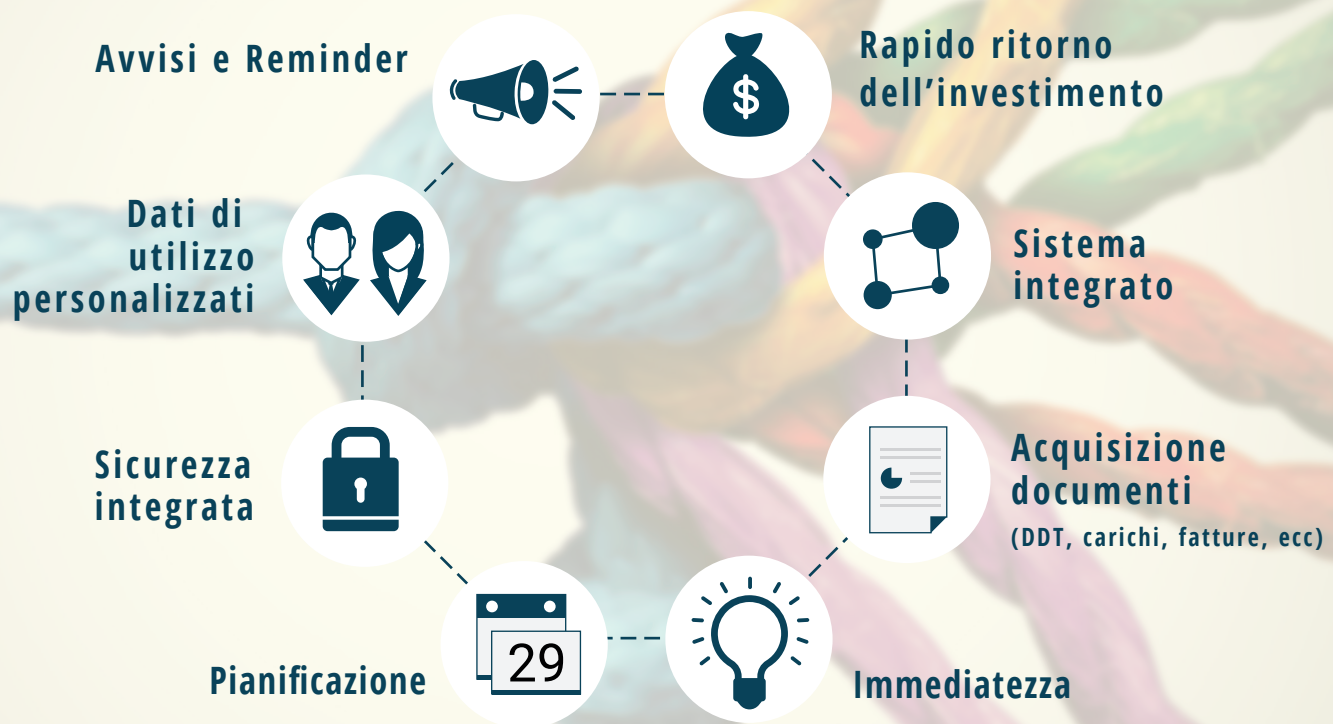 Avvisi e Reminder
Rapido ritorno
dell’investimento
$
Dati di
utilizzo
personalizzati
Sistema
integrato
Sicurezza
integrata
Acquisizione
documenti
(DDT, carichi, fatture, ecc)
29
Pianificazione
Immediatezza